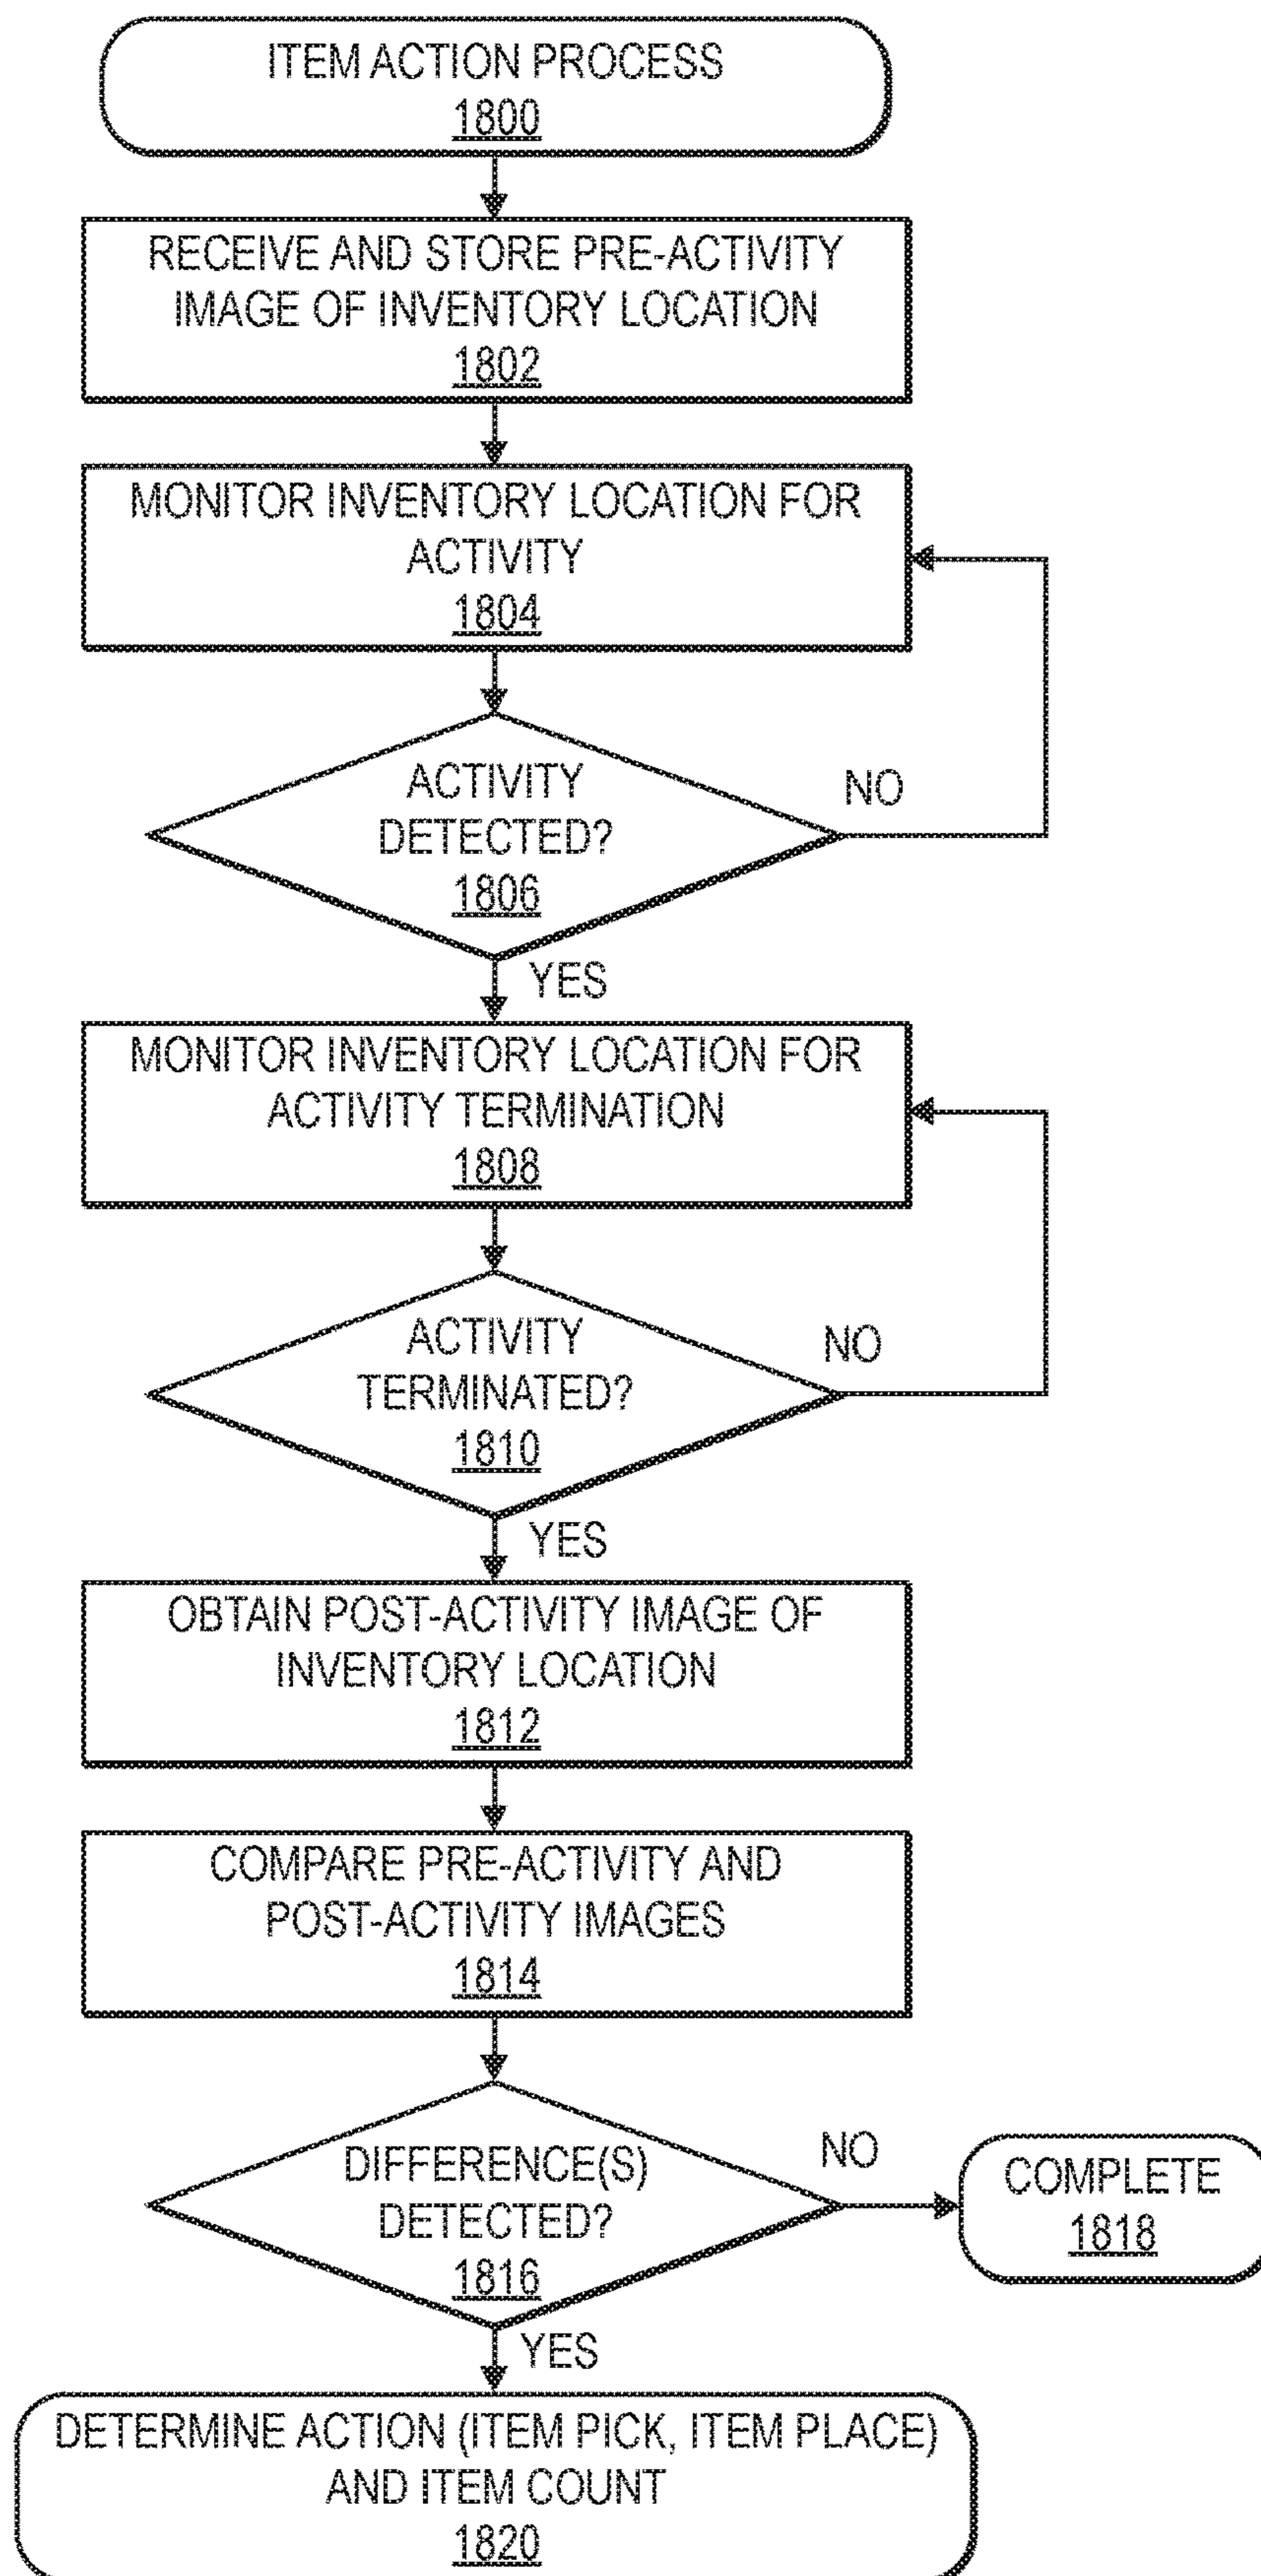 ITEM ACTION PROCESS
1800
RECEIVE AND STORE PRE-ACTIVITY
IMAGE OF INVENTORY LOCATION
1802
MONITOR INVENTORY LOCATION FOR
ACTIVITY
1804
ACTIVITY
DETECTED?
1806
NO
YES
MONITOR INVENTORY LOCATION FOR
ACTIVITY TERMINATION
1808
ACTIVITY
TERMINATED?
1810
NO
YES
OBTAIN POST-ACTIVITY IMAGE OF
INVENTORY LOCATION
1812
COMPARE PRE-ACTIVITY AND
POST-ACTIVITY IMAGES
1814
DIFFERENCE(S)
DETECTED?
1816
NO
COMPLETE
1818
YES
DETERMINE ACTION (ITEM PICK, ITEM PLACE)
AND ITEM COUNT
1820